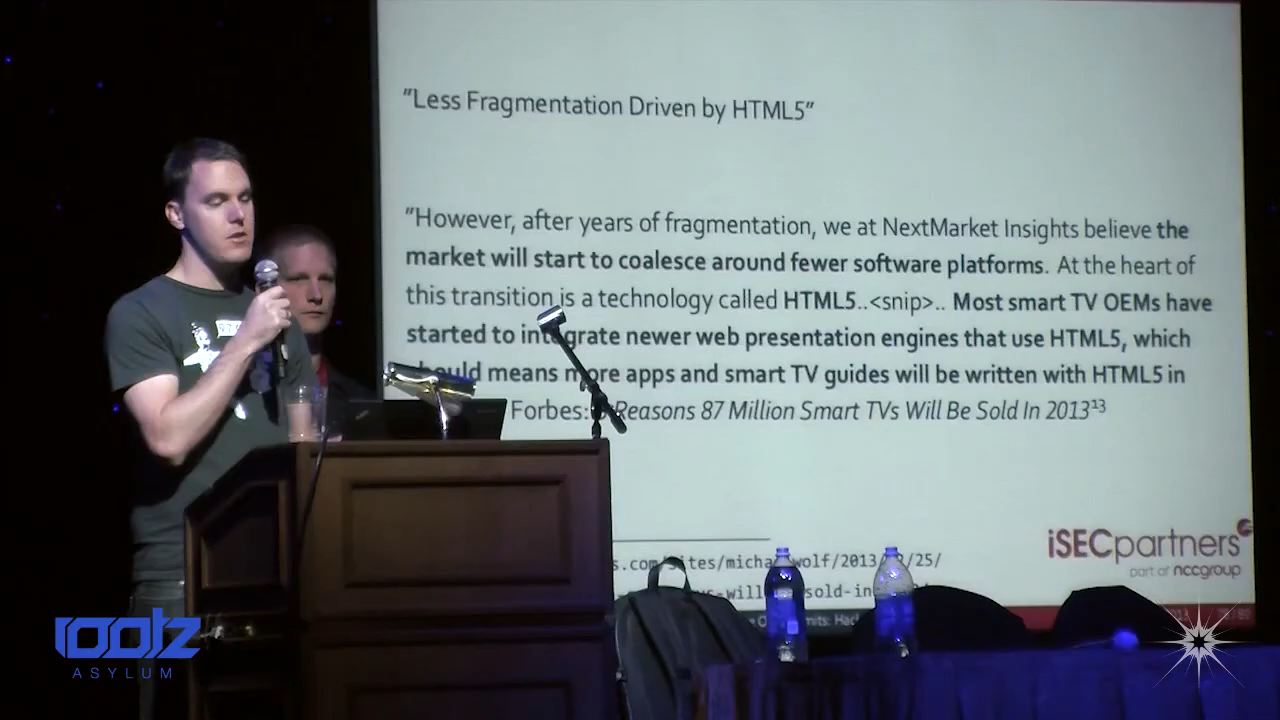 "Less Fragmentation Driven by HTML5"
"However, after years of fragmentation, we at NextMarket Insights believe the
market will start to coalesce around fewer software platforms. At the heart of
this transition is a technology called HTML5..<snip>.. Most smart TV OEMs have
started to integrate newer web presentation engines that use HTML5, which
should means more apps and smart TV guides will be written with HTML5 in
Forbes: Reasons 87 Million Smart TVs Will Be Sold In 2013¹³
iSECpartners
part of nccgroup
rootz
ASYLUM